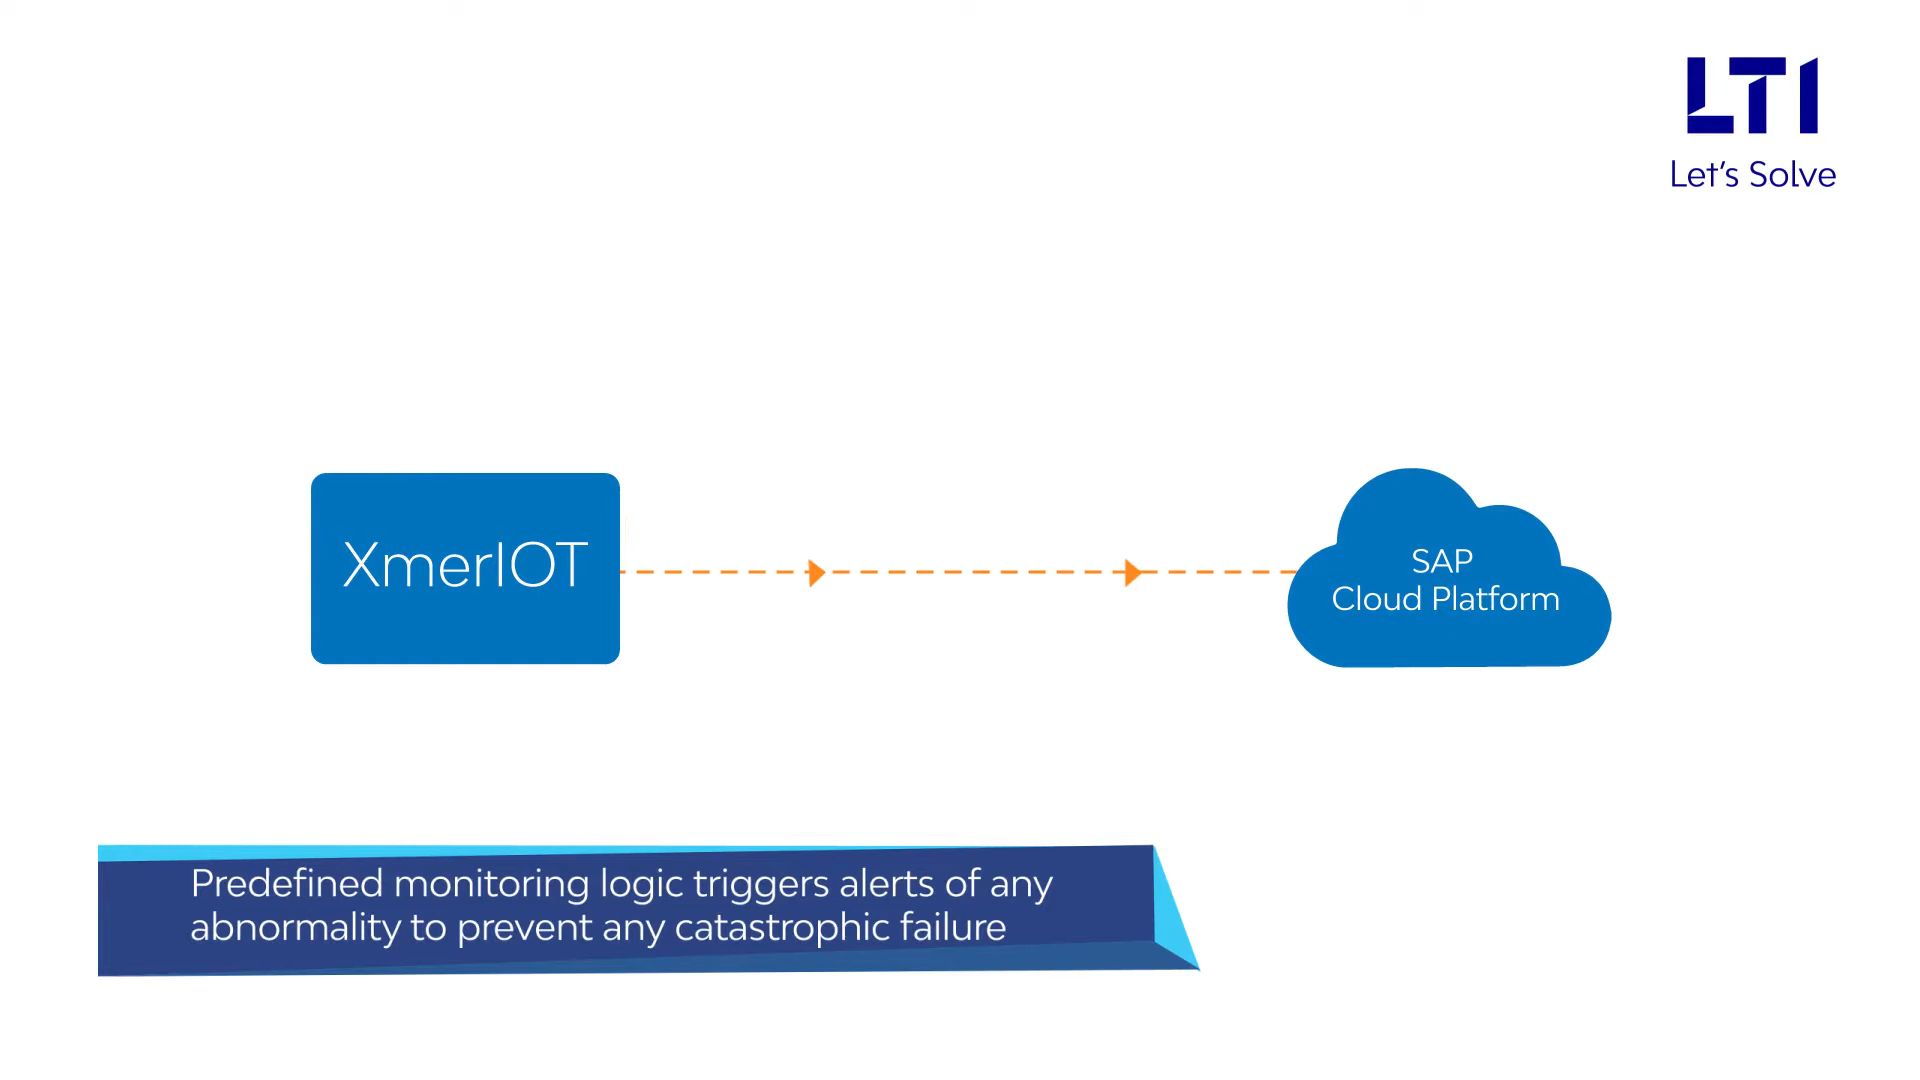 LTI
Let's Solve
XmerIOT
SAP
Cloud Platform
Predefined monitoring logic triggers alerts of any
abnormality to prevent any catastrophic failure